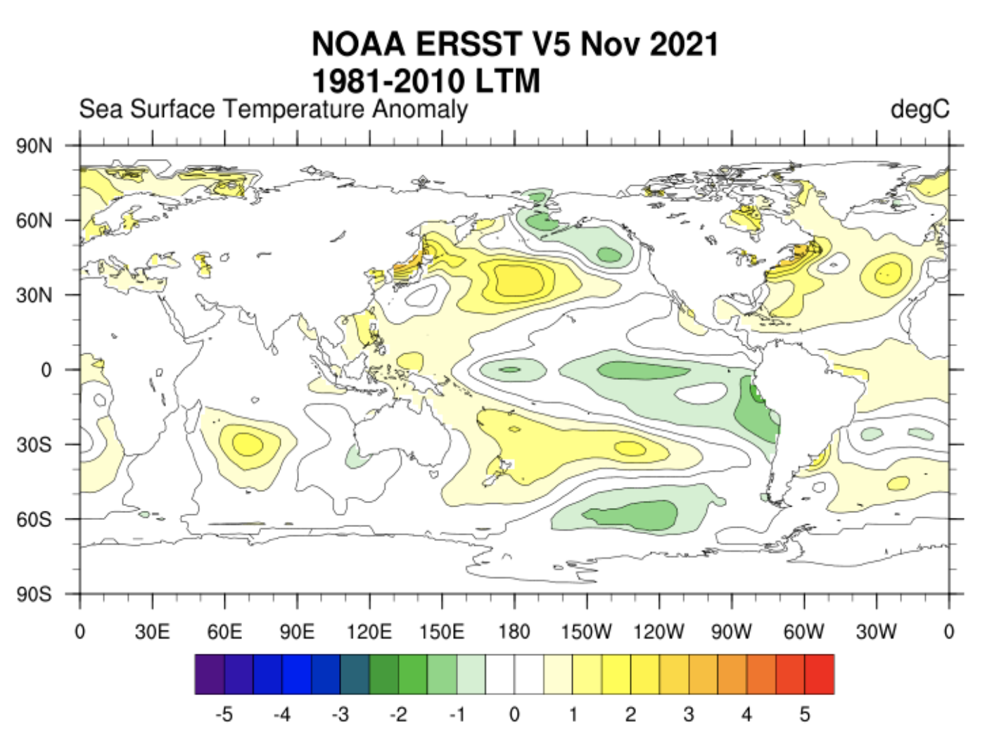 NOAA ERSST V5 Nov 2021
1981-2010 LTM
Sea Surface Temperature Anomaly degC
90N
60N
30N
0
30S
60S
90S
0 30E 60E 90E 120E 150E 180 150W 120W 90W 60W 30W 0
-5 -4 -3 -2 -1 0 1 2 3 4 5